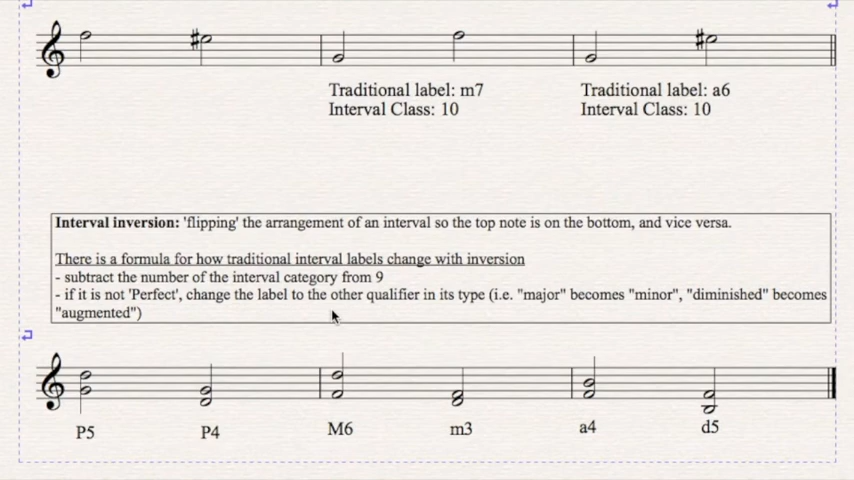 Traditional label: m7
Interval Class: 10
Traditional label: a6
Interval Class: 10
Interval inversion: 'flipping' the arrangement of an interval so the top note is on the bottom, and vice versa.
There is a formula for how traditional interval labels change with inversion
- subtract the number of the interval category from 9
- if it is not 'Perfect', change the label to the other qualifier in its type (i.e. "major" becomes "minor", "diminished" becomes
"augmented")
P5 P4 M6 m3 a4 d5